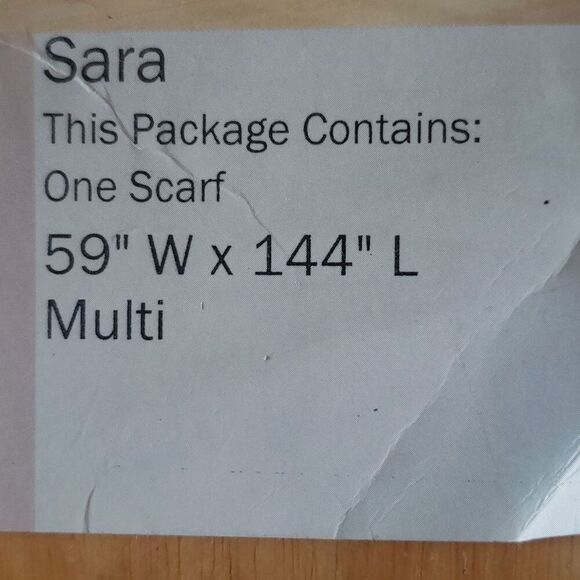 Sara
This Package Contains:
One Scarf
59" W x 144" L
Multi